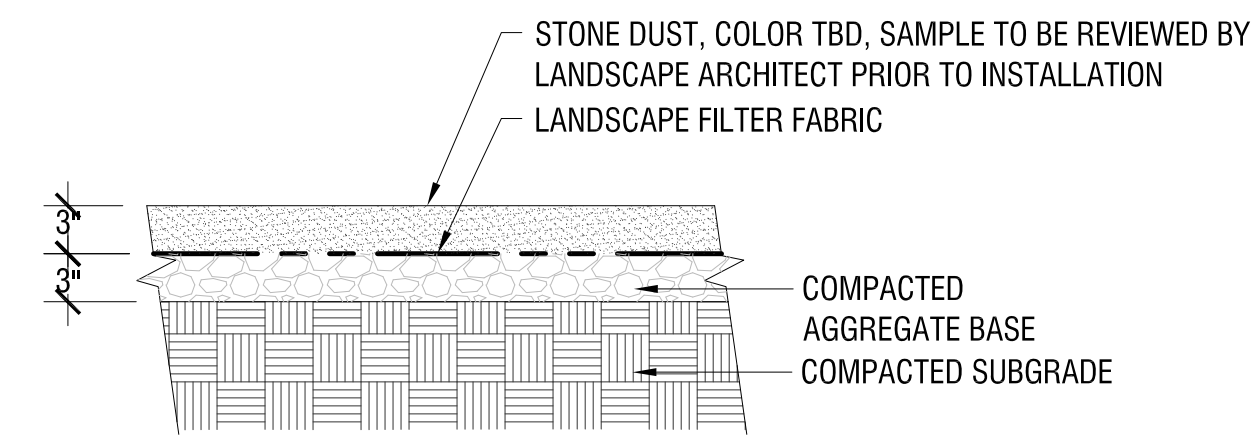 STONE DUST, COLOR TBD, SAMPLE TO BE REVIEWED BY
LANDSCAPE ARCHITECT PRIOR TO INSTALLATION
LANDSCAPE FILTER FABRIC
3"
3"
COMPACTED
AGGREGATE BASE
COMPACTED SUBGRADE